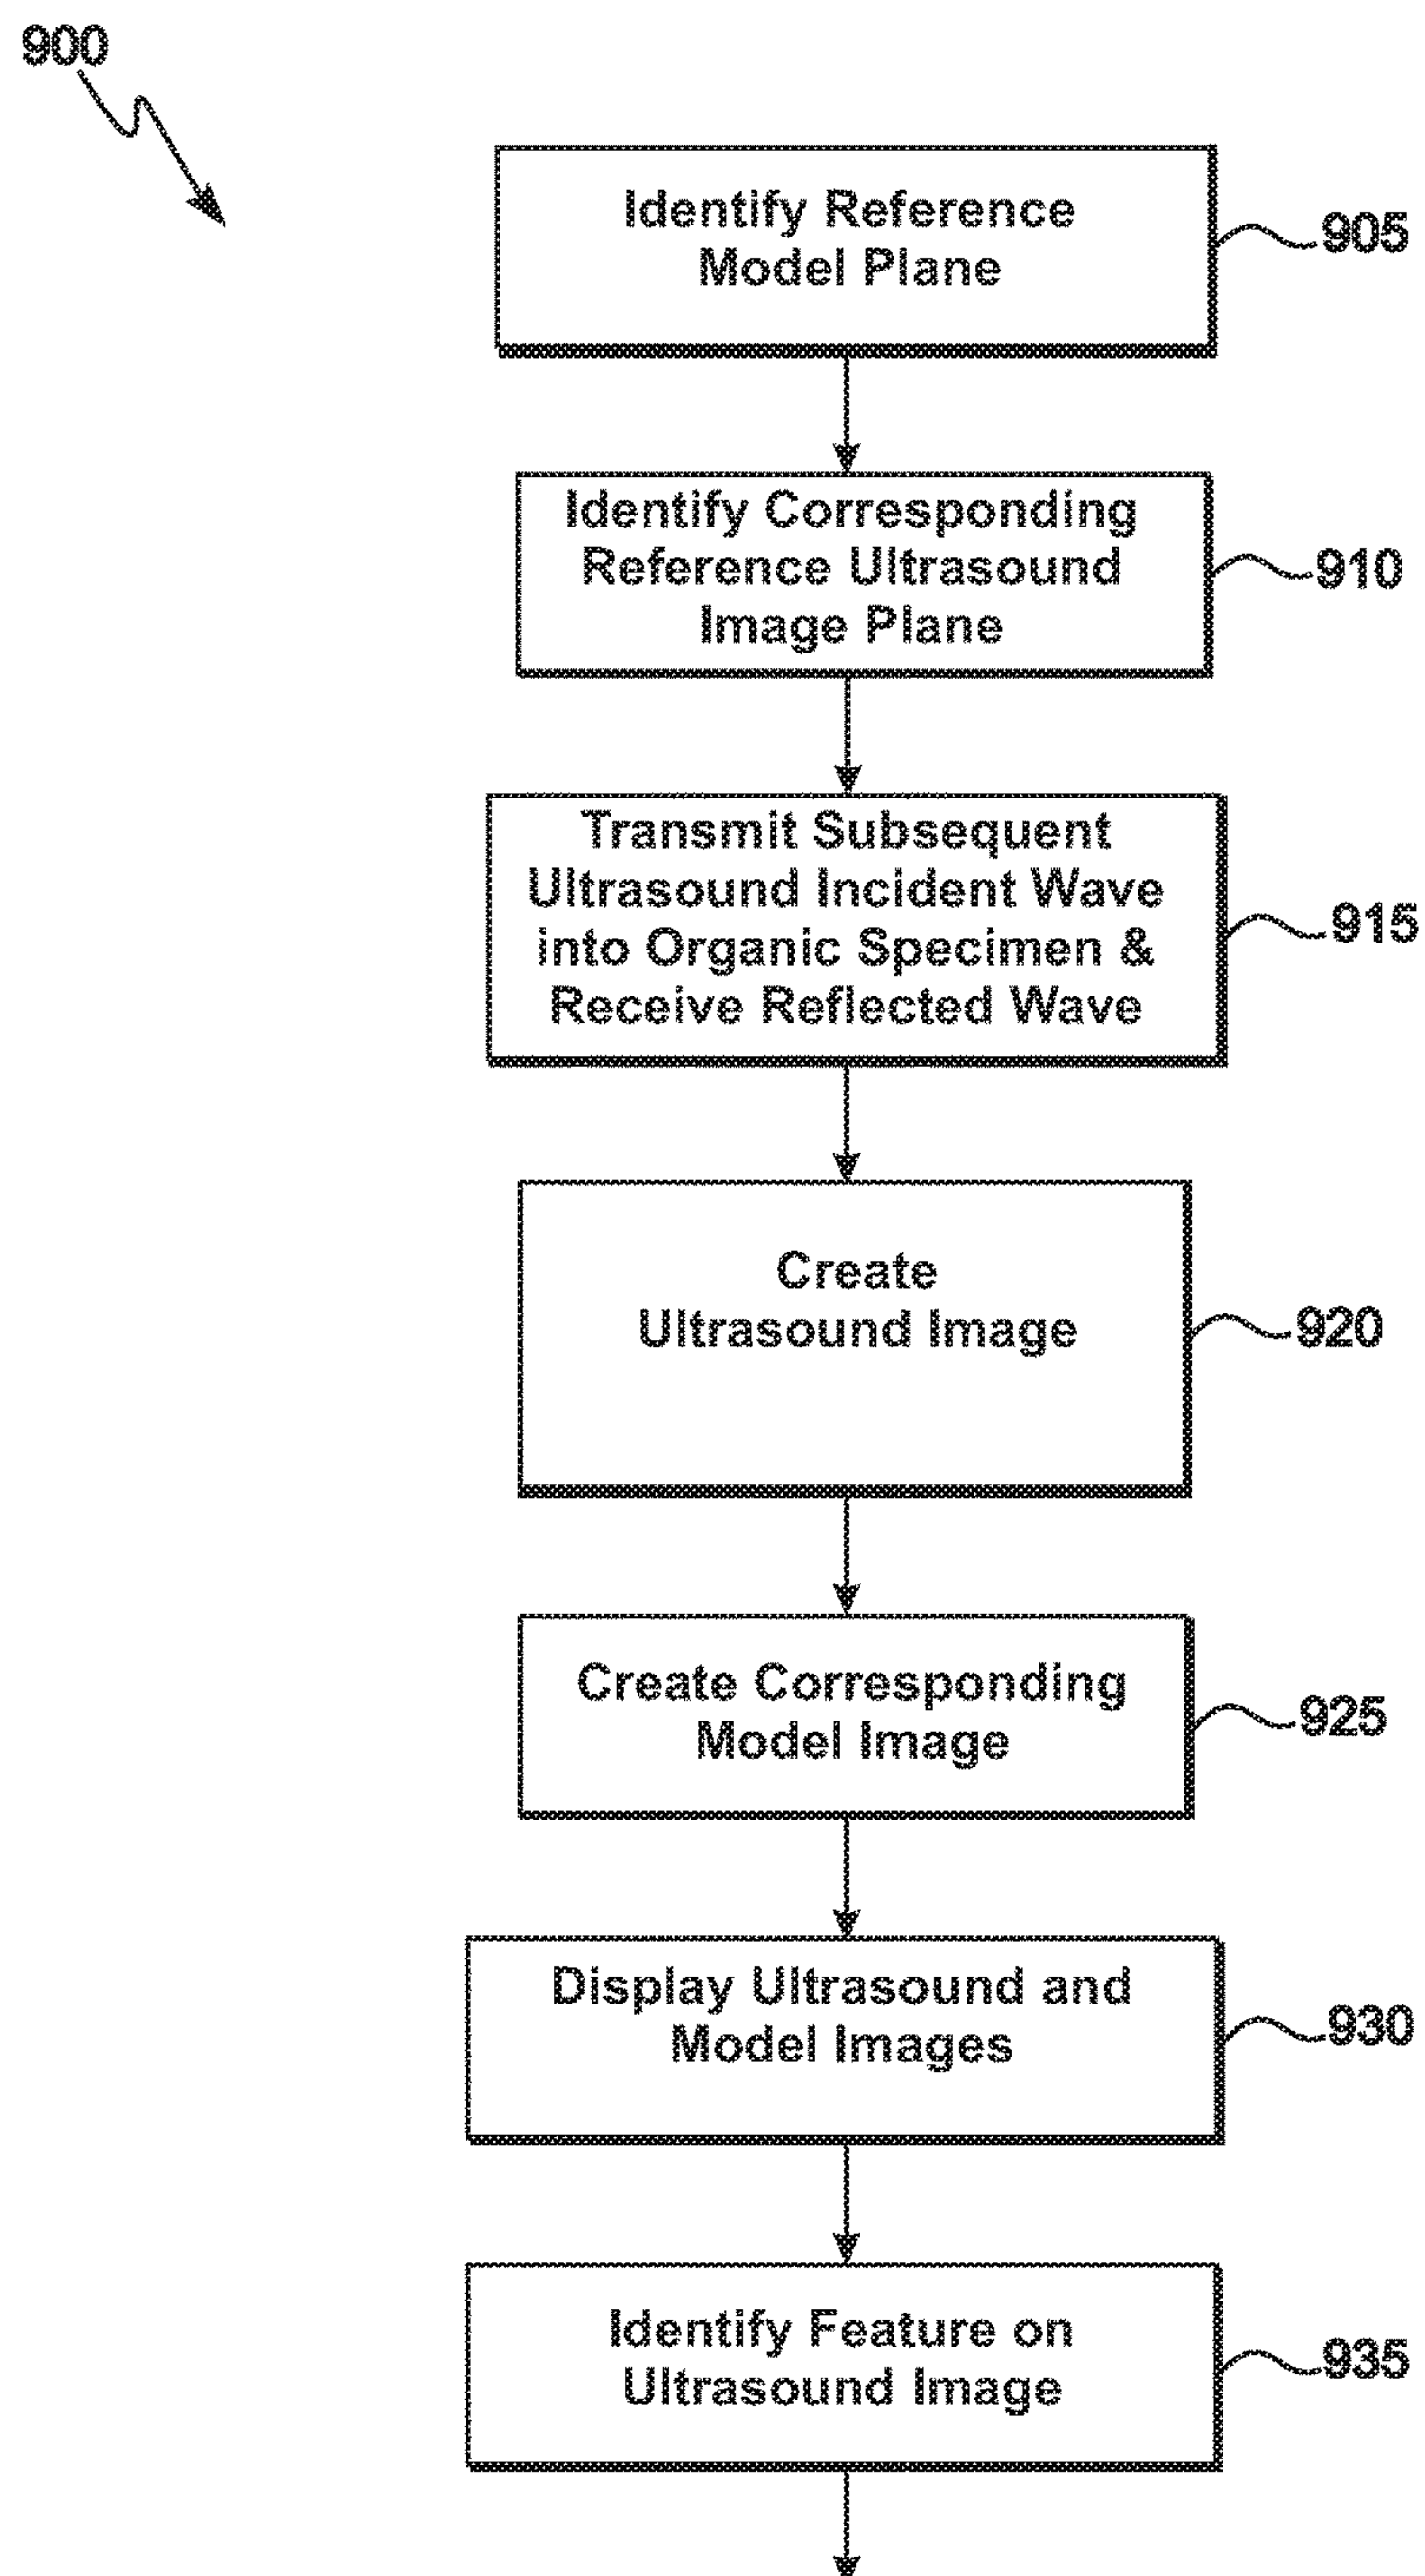 900
Identify Reference
Model Plane
905
Identify Corresponding
Reference Ultrasound
Image Plane
910
Transmit Subsequent
Ultrasound Incident Wave
into Organic Specimen &
Receive Reflected Wave
915
Create
Ultrasound Image
920
Create Corresponding
Model Image
925
Display Ultrasound and
Model Images
930
Identify Feature on
Ultrasound Image
935